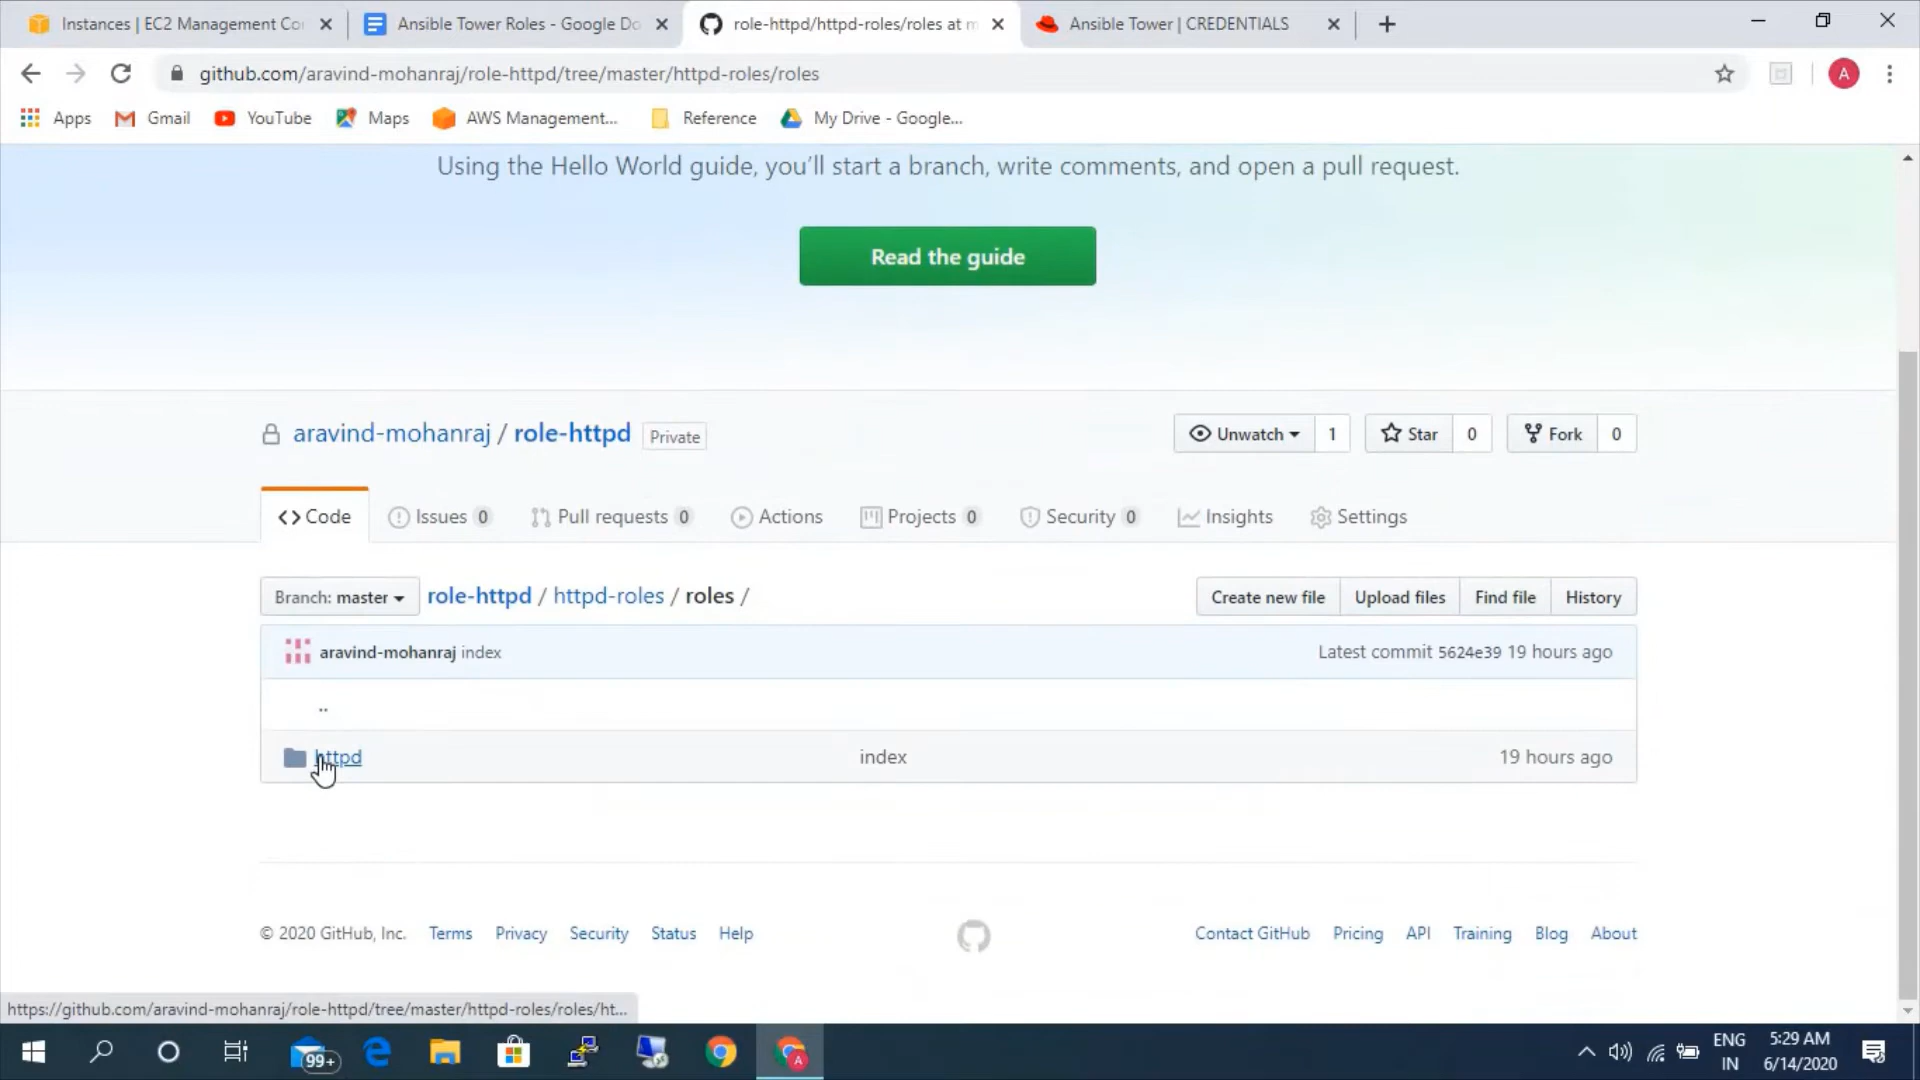 Instances | EC2 Management Co
Ansible Tower Roles - Google Do
role-httpd/httpd-roles/roles at m
Ansible Tower | CREDENTIALS
github.com/aravind-mohanraj/role-httpd/tree/master/httpd-roles/roles
A
Apps
Gmail
YouTube
Maps
AWS Management...
Reference
My Drive - Google...
Using the Hello World guide, you'll start a branch, write comments, and open a pull request.
Read the guide
aravind-mohanraj / role-httpd Private
Unwatch 1
Star 0
Fork 0
Code
Issues 0
Pull requests 0
Actions
Projects 0
Security 0
Insights
Settings
Branch: master
role-httpd / httpd-roles / roles /
Create new file
Upload files
Find file
History
aravind-mohanraj index
Latest commit 5624e39 19 hours ago
..
httpd
index
19 hours ago
© 2020 GitHub, Inc.
Terms
Privacy
Security
Status
Help
Contact GitHub
Pricing
API
Training
Blog
About
https://github.com/aravind-mohanraj/role-httpd/tree/master/httpd-roles/roles/ht...
99+
A
ENG
IN
5:29 AM
6/14/2020